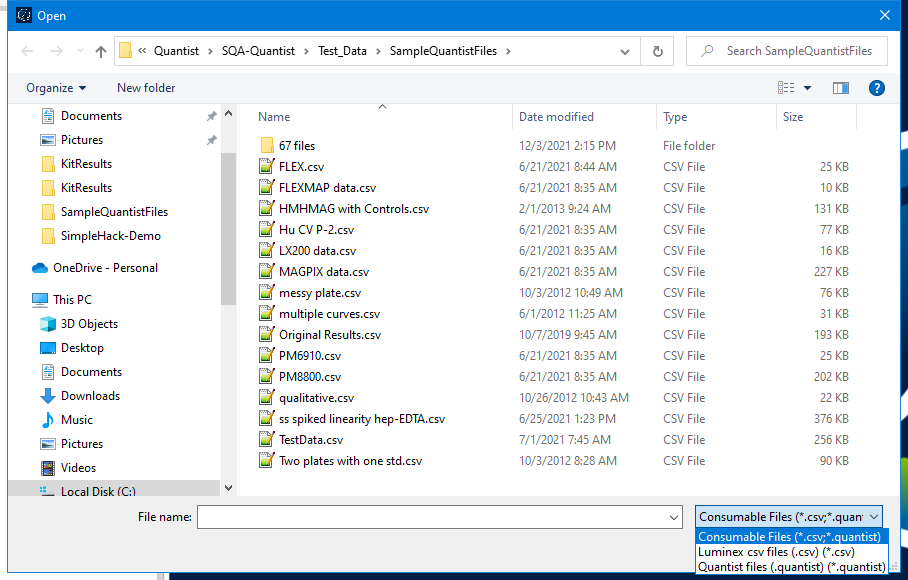 Open
« Quantist › SQA-Quantist › Test_Data › SampleQuantistFiles ›
Search SampleQuantistFiles
Organize New folder
?
Documents
Pictures
KitResults
KitResults
SampleQuantistFiles
SimpleHack-Demo
OneDrive - Personal
This PC
3D Objects
Desktop
Documents
Downloads
Music
Pictures
Videos
Local Disk (C:)
Name Date modified Type Size
67 files 12/3/2021 2:15 PM File folder
FLEX.csv 6/21/2021 8:44 AM CSV File 25 KB
FLEXMAP data.csv 6/21/2021 8:35 AM CSV File 10 KB
HMHMAG with Controls.csv 2/1/2013 9:24 AM CSV File 131 KB
Hu CV P-2.csv 6/21/2021 8:35 AM CSV File 77 KB
LX200 data.csv 6/21/2021 8:35 AM CSV File 16 KB
MAGPIX data.csv 6/21/2021 8:35 AM CSV File 227 KB
messy plate.csv 10/3/2012 10:49 AM CSV File 76 KB
multiple curves.csv 6/1/2012 11:25 AM CSV File 31 KB
Original Results.csv 10/7/2019 9:45 AM CSV File 193 KB
PM6910.csv 6/21/2021 8:35 AM CSV File 25 KB
PM8800.csv 6/21/2021 8:35 AM CSV File 202 KB
qualitative.csv 10/26/2012 10:43 AM CSV File 22 KB
ss spiked linearity hep-EDTA.csv 6/25/2021 1:23 PM CSV File 376 KB
TestData.csv 7/1/2021 7:45 AM CSV File 256 KB
Two plates with one std.csv 10/3/2012 8:28 AM CSV File 90 KB
File name:
Consumable Files (*.csv;*.quant
Consumable Files (*.csv;*.quantist)
Luminex csv files (.csv) (*.csv)
Quantist files (.quantist) (*.quantist)